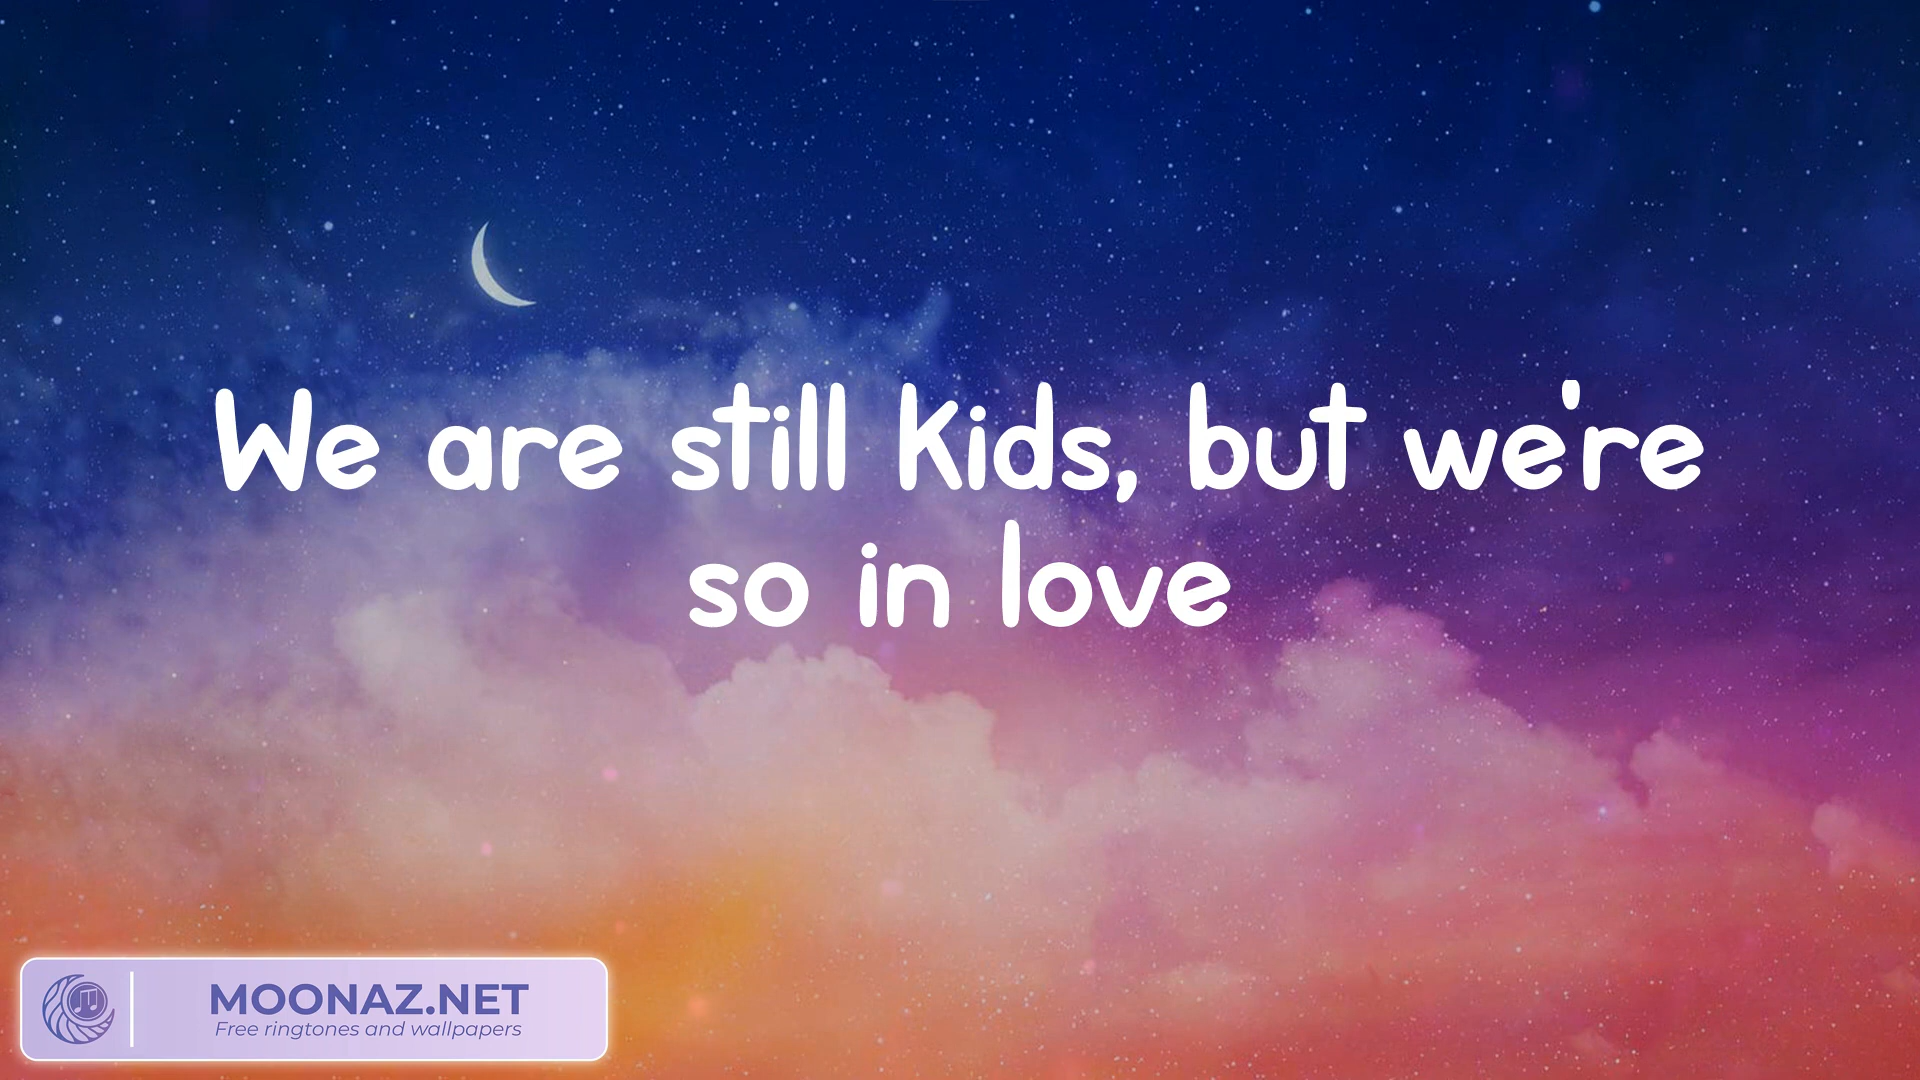 We are still kids, but we're
so in love
MOONAZ.NET
Free ringtones and wallpapers